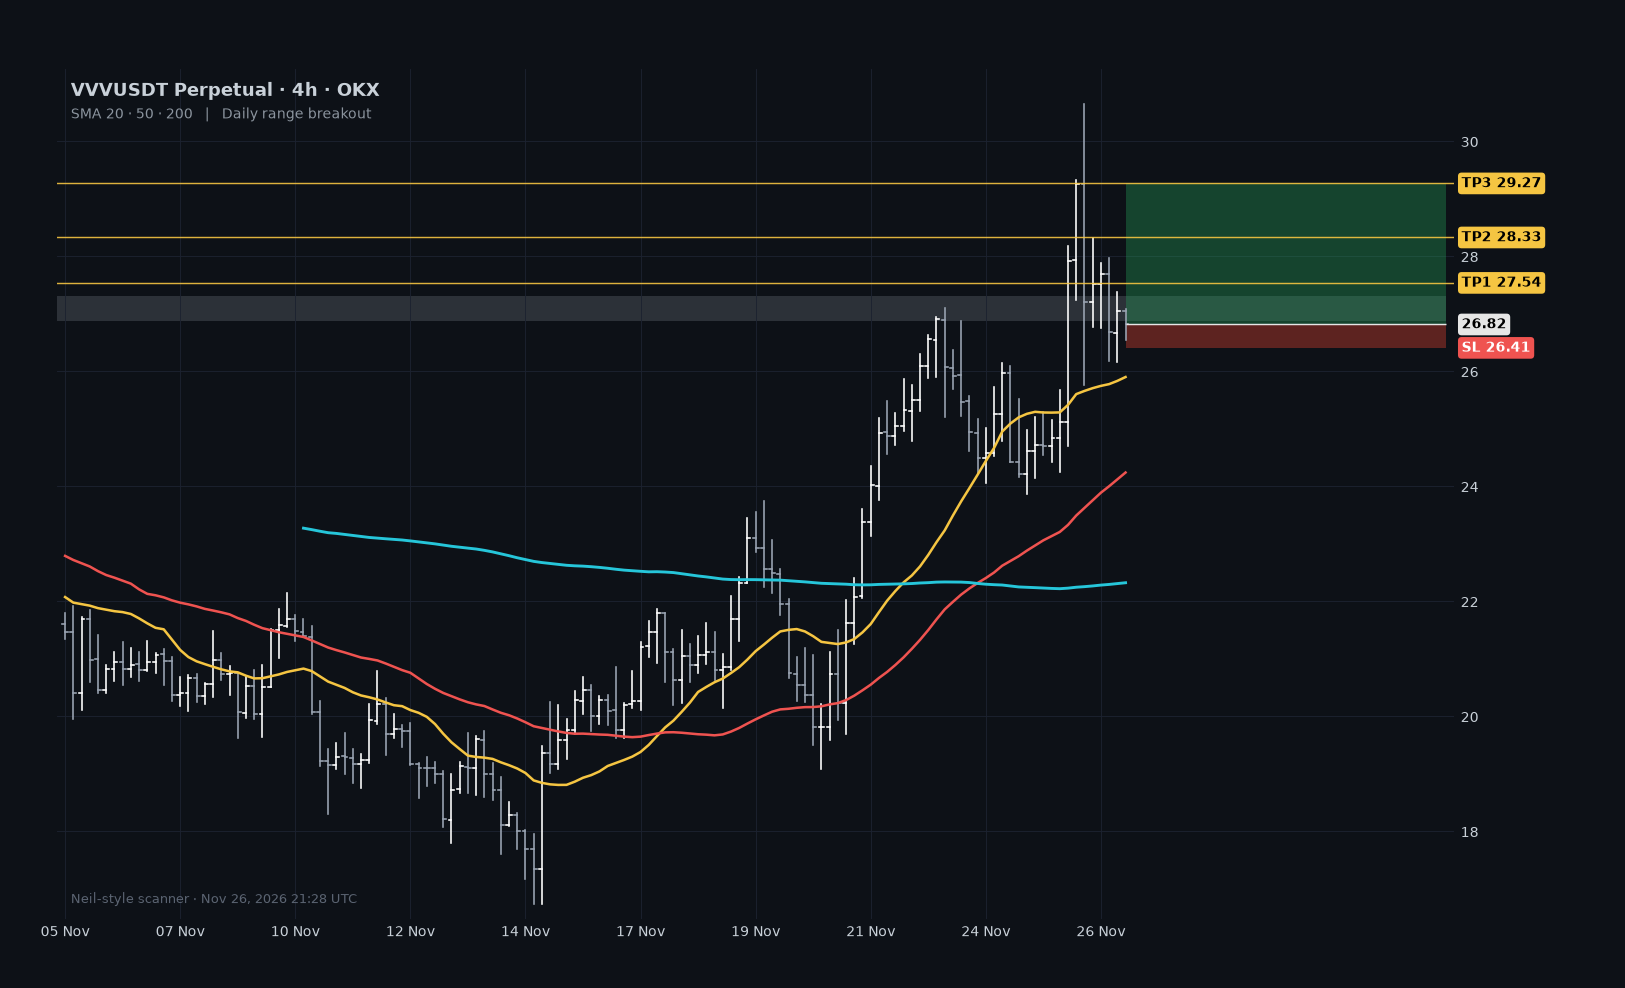 VVVUSDT Perpetual · 4h · OKX
SMA 20 · 50 · 200 | Daily range breakout
30
TP3 29.27
TP2 28.33
28
TP1 27.54
26.82
SL 26.41
26
24
22
20
18
Neil-style scanner · Nov 26, 2026 21:28 UTC
05 Nov 07 Nov 10 Nov 12 Nov 14 Nov 17 Nov 19 Nov 21 Nov 24 Nov 26 Nov